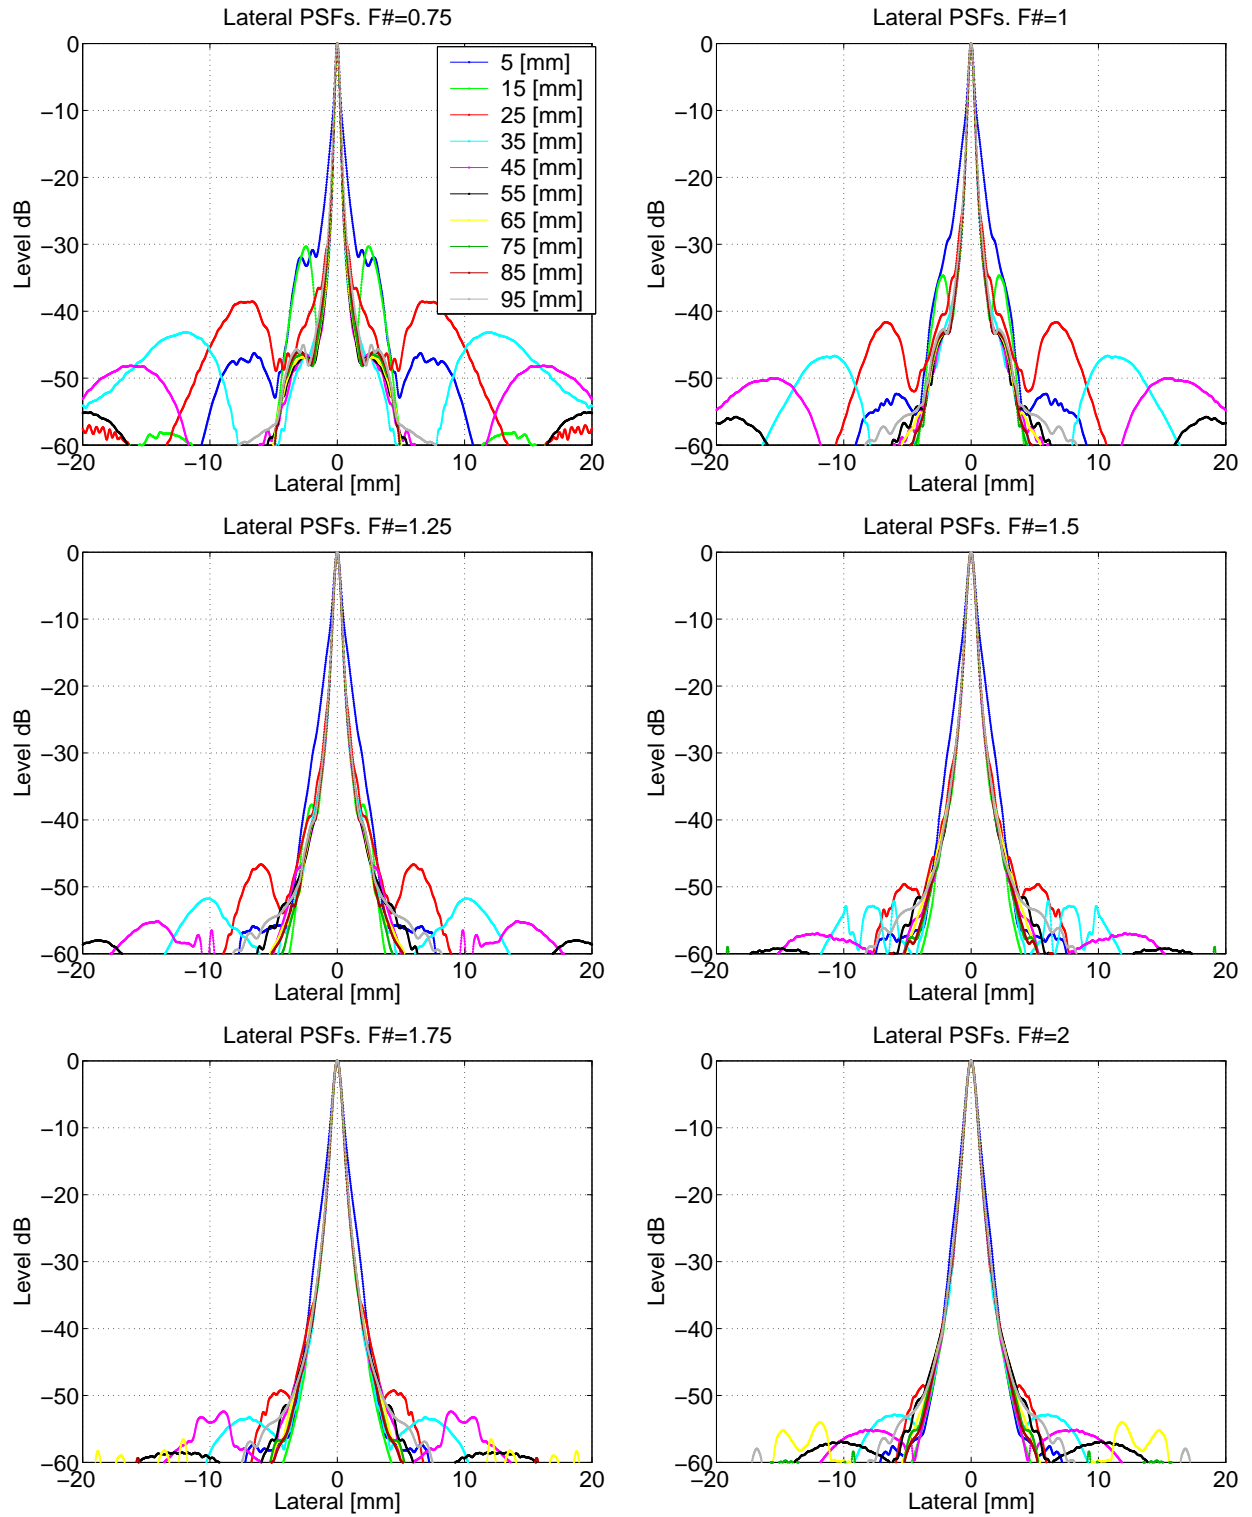 Lateral PSFs. F#=0.75
0
−10
−20
−30
−40
−50
−60
Level dB
−20
−10
0
10
20
Lateral [mm]
5 [mm]
15 [mm]
25 [mm]
35 [mm]
45 [mm]
55 [mm]
65 [mm]
75 [mm]
85 [mm]
95 [mm]
Lateral PSFs. F#=1
0
−10
−20
−30
−40
−50
−60
Level dB
−20
−10
0
10
20
Lateral [mm]
Lateral PSFs. F#=1.25
0
−10
−20
−30
−40
−50
−60
Level dB
−20
−10
0
10
20
Lateral [mm]
Lateral PSFs. F#=1.5
0
−10
−20
−30
−40
−50
−60
Level dB
−20
−10
0
10
20
Lateral [mm]
Lateral PSFs. F#=1.75
0
−10
−20
−30
−40
−50
−60
Level dB
−20
−10
0
10
20
Lateral [mm]
Lateral PSFs. F#=2
0
−10
−20
−30
−40
−50
−60
Level dB
−20
−10
0
10
20
Lateral [mm]